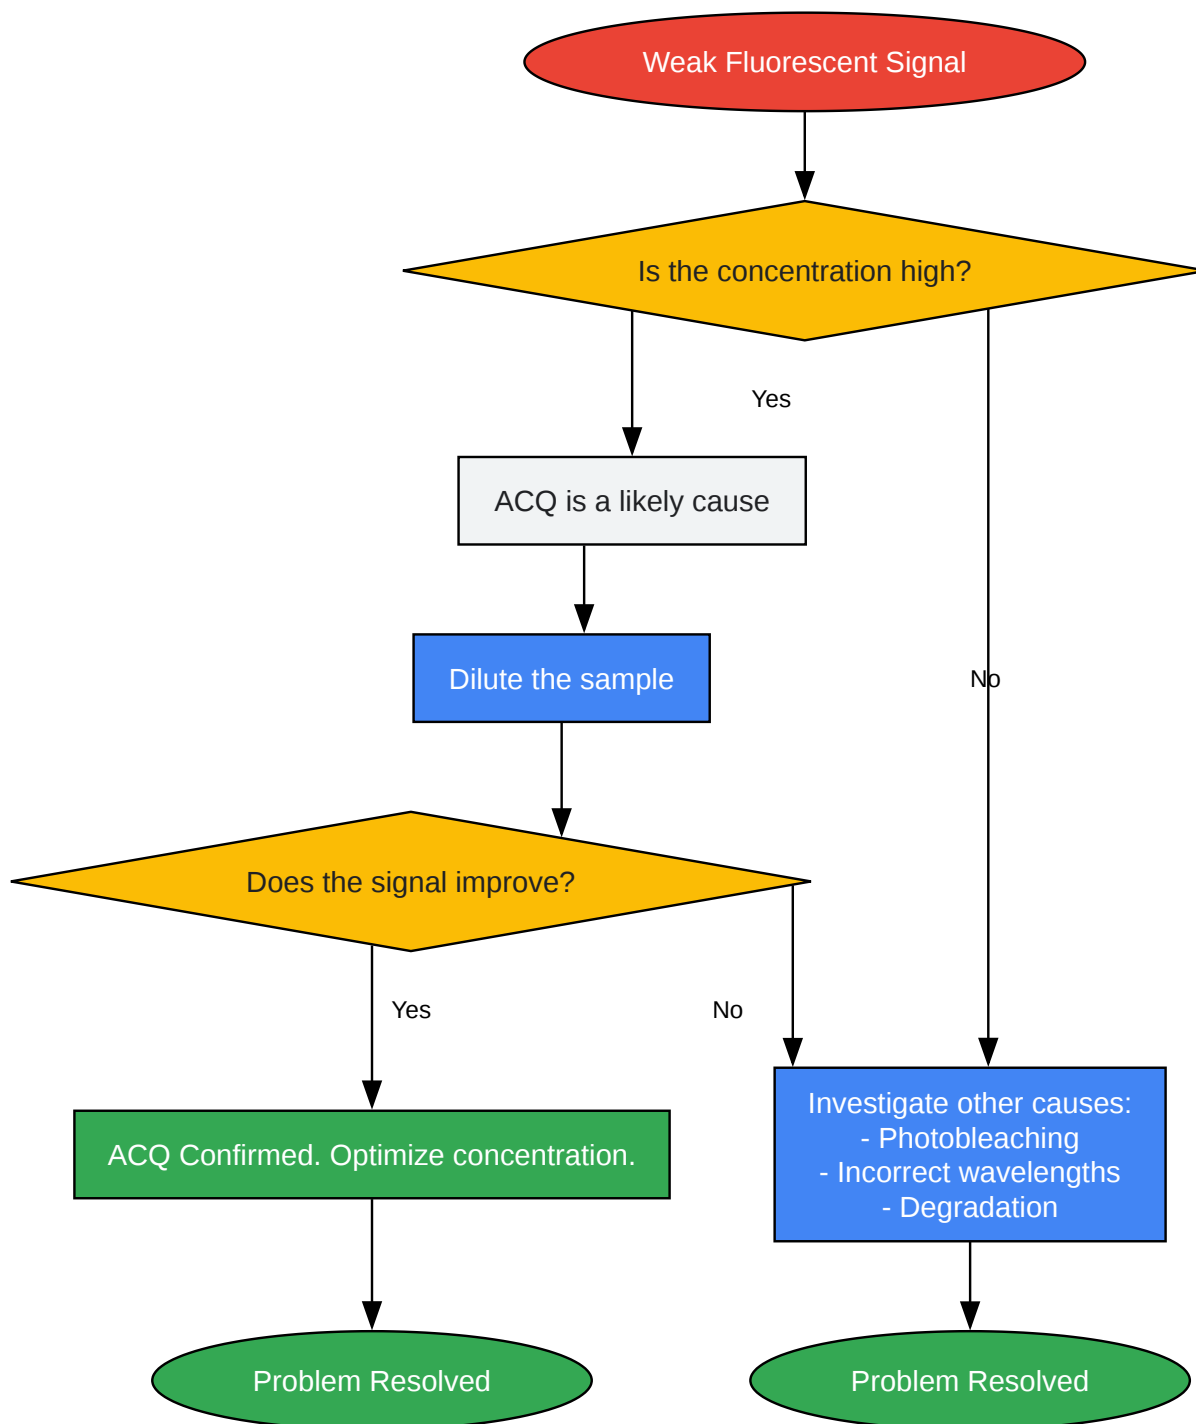 Weak Fluorescent Signal
Is the concentration high?
Yes
ACQ is a likely cause
Dilute the sample
No
Does the signal improve?
Yes
No
ACQ Confirmed. Optimize concentration.
Investigate other causes:
- Photobleaching
- Incorrect wavelengths
- Degradation
Problem Resolved
Problem Resolved